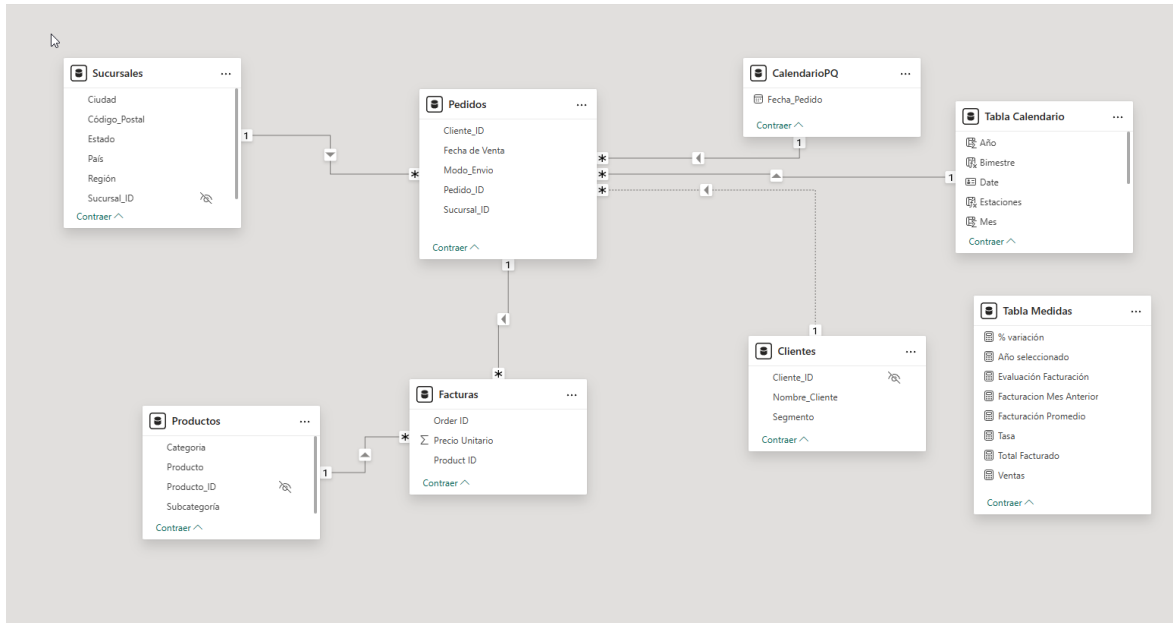 Sucursales
Ciudad
Código_Postal
Estado
País
Región
Sucursal_ID
Contraer
1
*
Pedidos
Cliente_ID
Fecha de Venta
Modo_Envio
Pedido_ID
Sucursal_ID
Contraer
1
*
*
*
CalendarioPQ
Fecha_Pedido
Contraer
1
Tabla Calendario
Año
Bimestre
Date
Estaciones
Mes
Contraer
1
Tabla Medidas
% variación
Año seleccionado
Evaluación Facturación
Facturacion Mes Anterior
Facturación Promedio
Tasa
Total Facturado
Ventas
Contraer
1
Clientes
Cliente_ID
Nombre_Cliente
Segmento
Contraer
*
Facturas
Order ID
Σ Precio Unitario
Product ID
Contraer
*
Productos
Categoria
Producto
Producto_ID
Subcategoría
Contraer
1